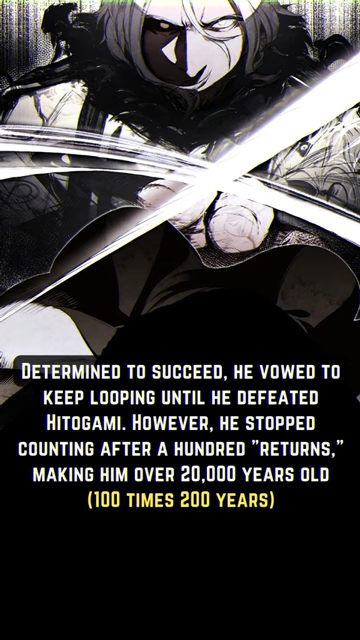 Determined to succeed, he vowed to
keep looping until he defeated
Hitogami. However, he stopped
counting after a hundred "returns,"
making him over 20,000 years old
(100 times 200 years)